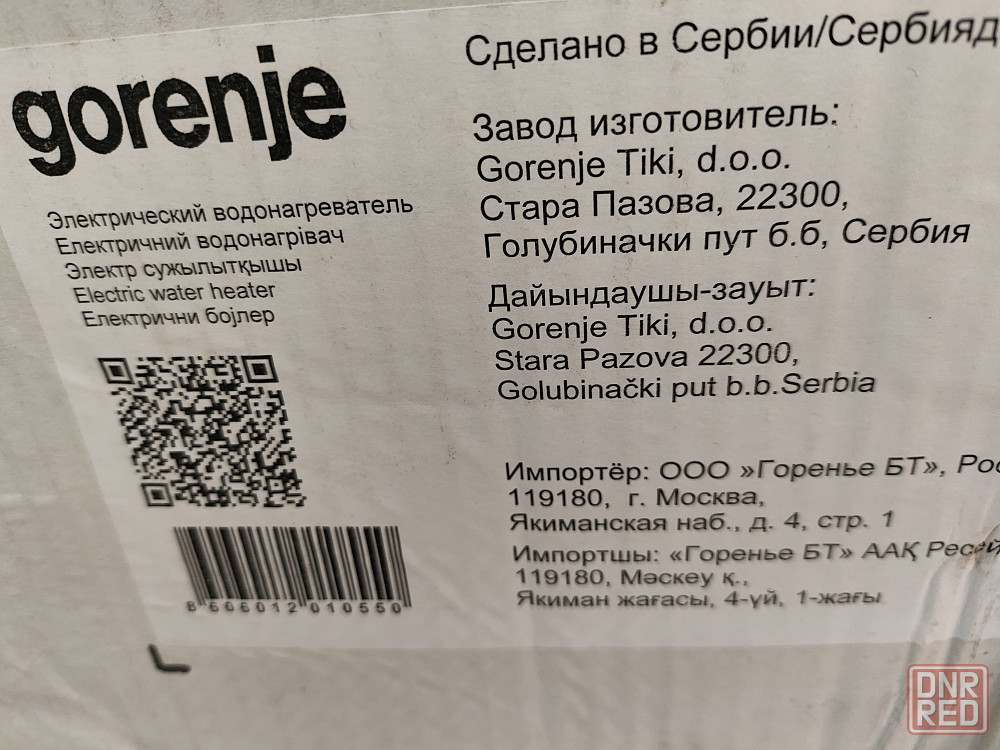 gorenje
Электрический водонагреватель
Електричний водонагрівач
Электр сужылытқышы
Electric water heater
Електрични бојлер
8606012010550
Сделано в Сербии/Сербияд
Завод изготовитель:
Gorenje Tiki, d.o.o.
Стара Пазова, 22300,
Голубиначки пут б.б, Сербия
Дайындаушы-зауыт:
Gorenje Tiki, d.o.o.
Stara Pazova 22300,
Golubinački put b.b.Serbia
Импортёр: ООО »Горенье БТ», Рос
119180, г. Москва,
Якиманская наб., д. 4, стр. 1
Импортшы: «Горенье БТ» ААҚ Ресей
119180, Мәскеу қ.,
Якиман жағасы, 4-үй, 1-жағы
DNR
RED